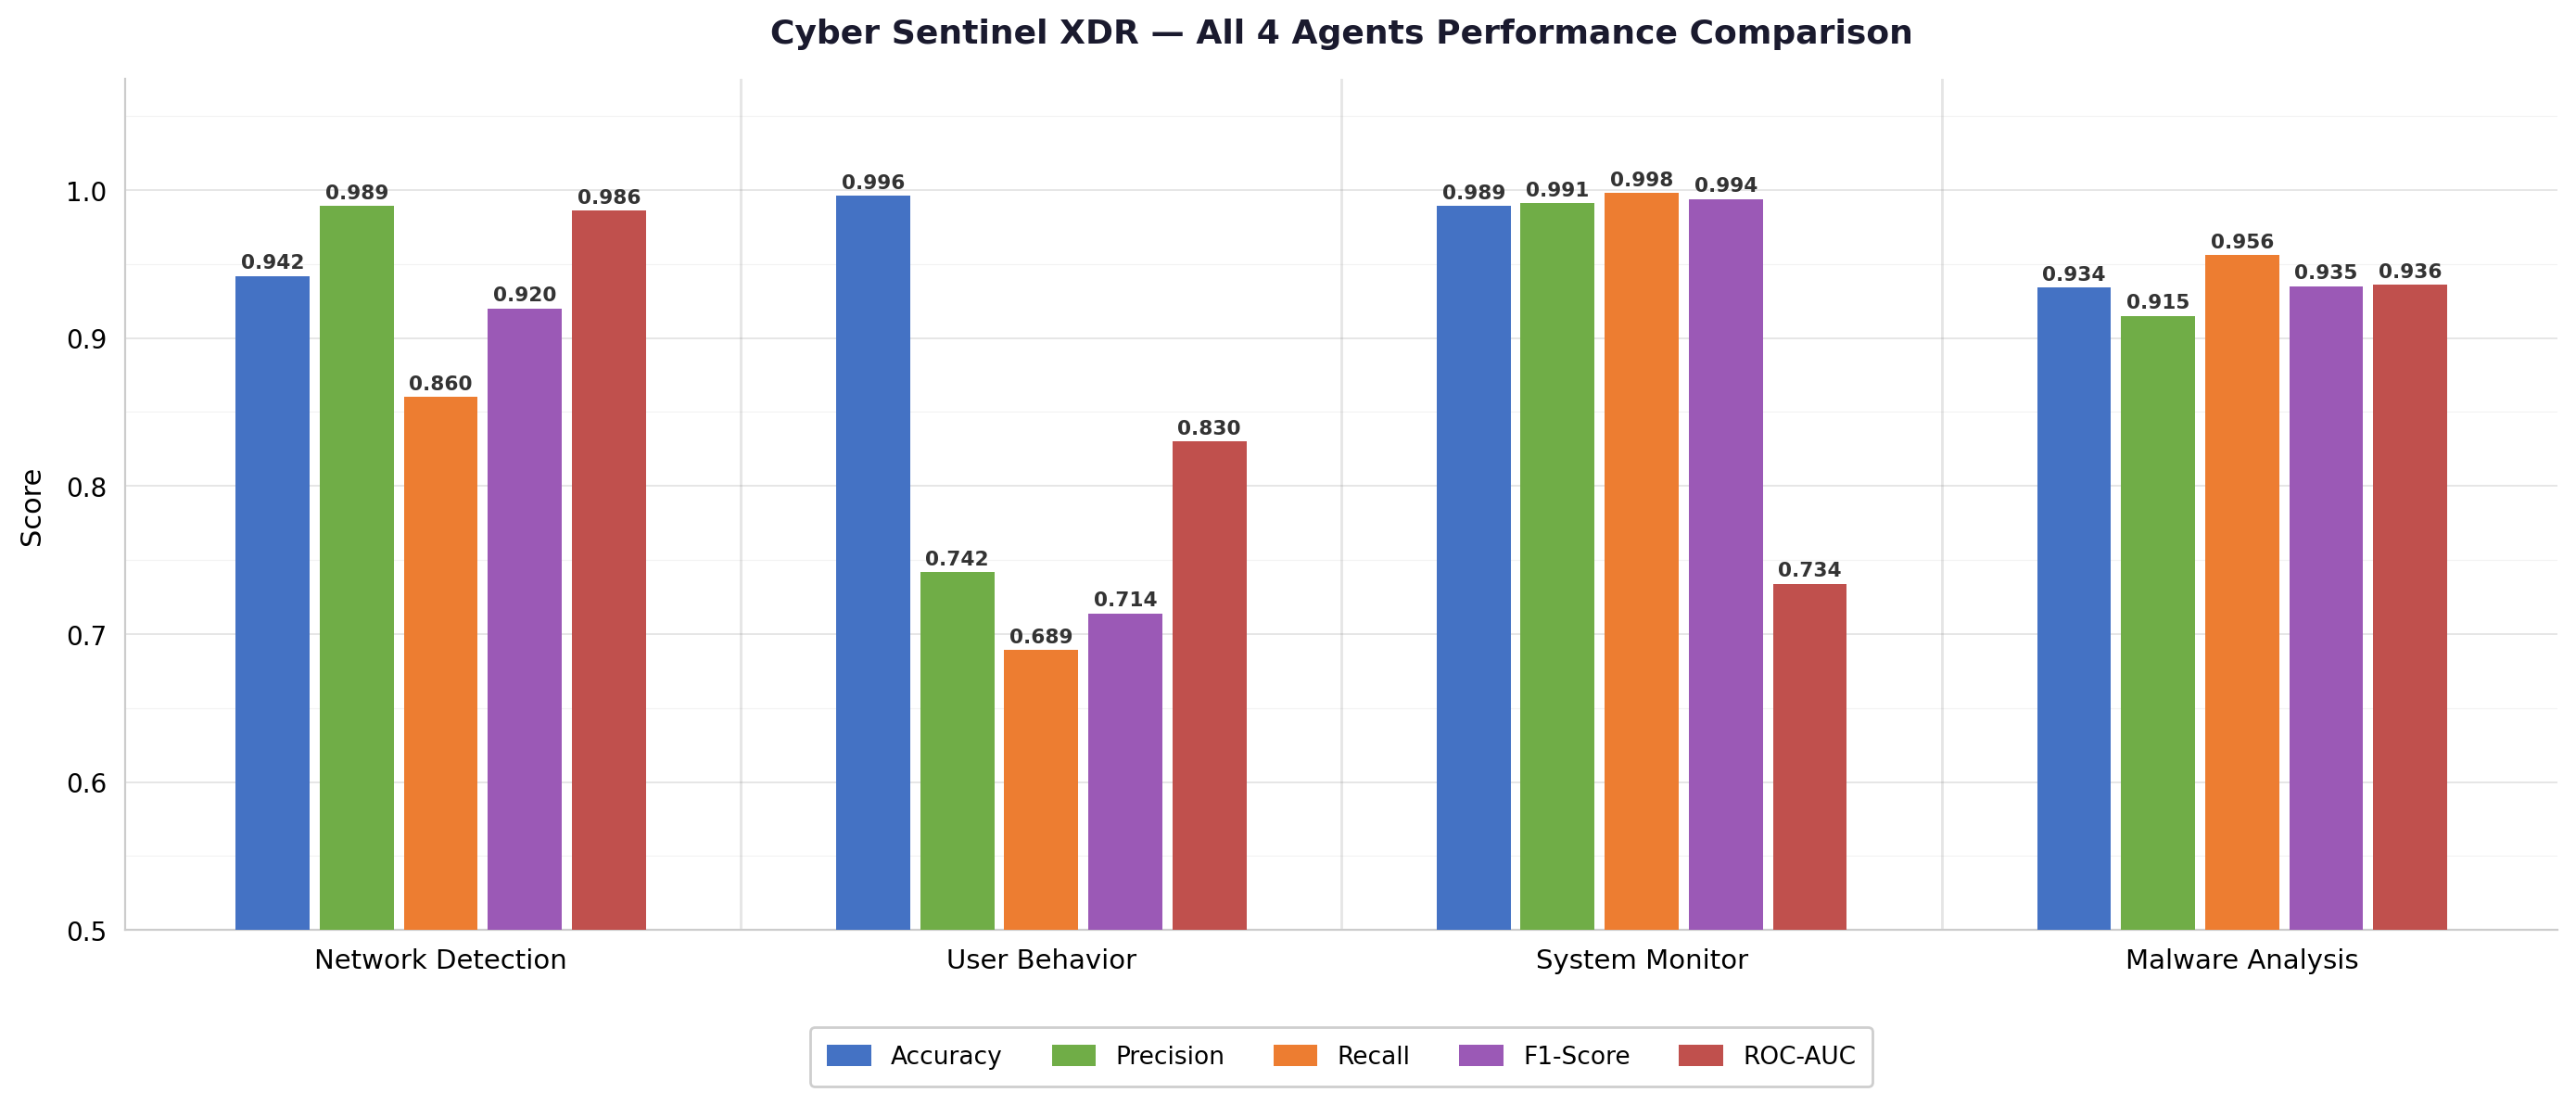 Cyber Sentinel XDR — All 4 Agents Performance Comparison
Score
1.0
0.9
0.8
0.7
0.6
0.5
0.942
0.989
0.860
0.920
0.986
0.996
0.742
0.689
0.714
0.830
0.989
0.991
0.998
0.994
0.734
0.934
0.915
0.956
0.935
0.936
Network Detection
User Behavior
System Monitor
Malware Analysis
Accuracy
Precision
Recall
F1-Score
ROC-AUC